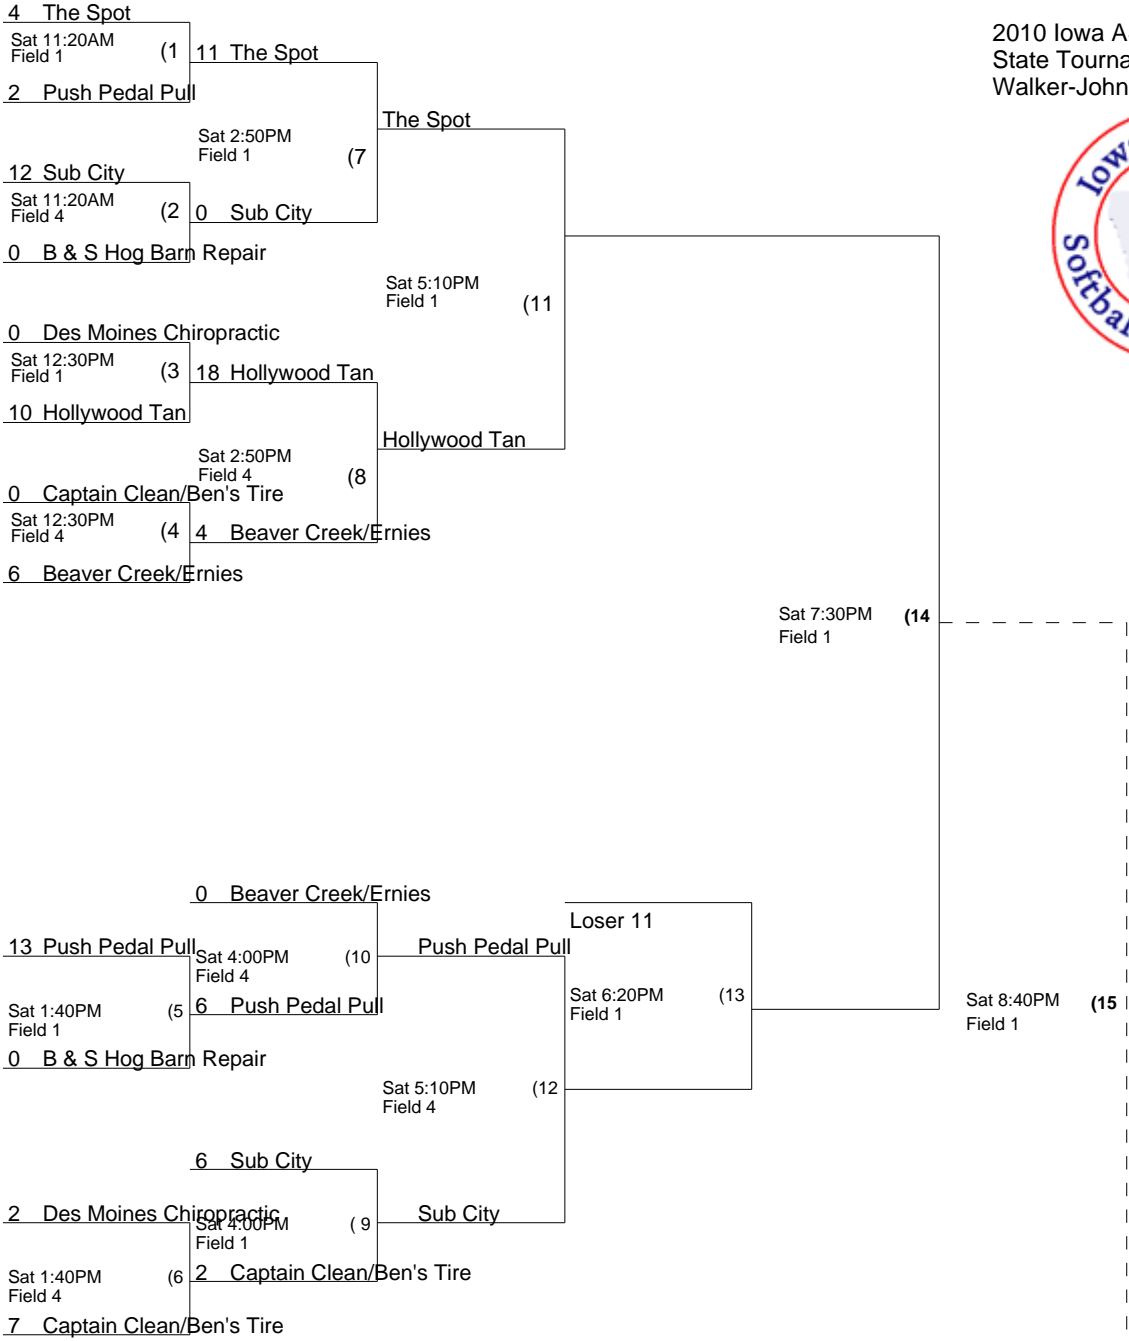 4 The Spot
Sat 11:20AM
Field 1
(1
2 Push Pedal Pull
11 The Spot
Sat 2:50PM
Field 1
(7
12 Sub City
Sat 11:20AM
Field 4
(2
0 B & S Hog Barn Repair
0 Sub City
The Spot
Sat 5:10PM
Field 1
(11
0 Des Moines Chiropractic
Sat 12:30PM
Field 1
(3
10 Hollywood Tan
18 Hollywood Tan
Sat 2:50PM
Field 4
(8
Hollywood Tan
0 Captain Clean/Ben's Tire
Sat 12:30PM
Field 4
(4
6 Beaver Creek/Ernies
4 Beaver Creek/Ernies
2010 Iowa A
State Tourna
Walker-John
Iow
Softbal
Sat 7:30PM
Field 1
(14
0 Beaver Creek/Ernies
13 Push Pedal Pull
Sat 4:00PM
Field 4
(10
Push Pedal Pull
Sat 1:40PM
Field 1
(5
6 Push Pedal Pull
0 B & S Hog Barn Repair
Loser 11
Sat 6:20PM
Field 1
(13
Sat 8:40PM
Field 1
(15
Sat 5:10PM
Field 4
(12
6 Sub City
2 Des Moines Chiropractic
Sat 4:00PM
Field 1
( 9
Sub City
Sat 1:40PM
Field 4
(6
2 Captain Clean/Ben's Tire
7 Captain Clean/Ben's Tire